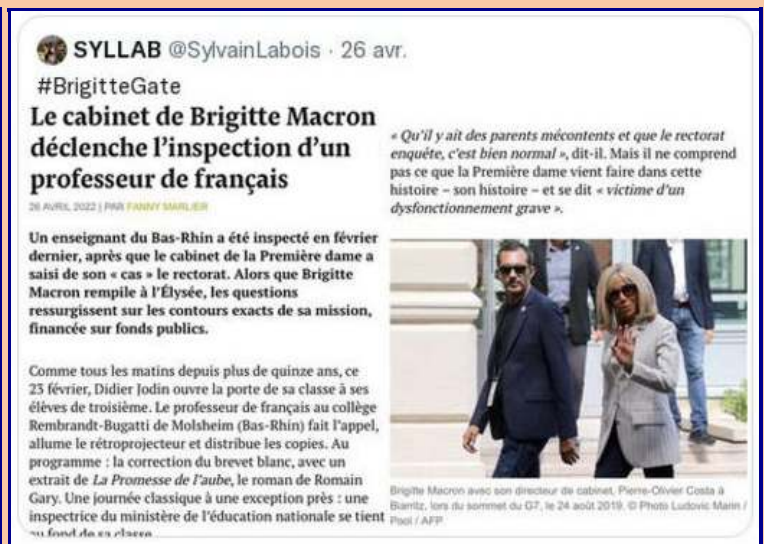 SYLLAB @SylvainLabois · 26 avr.
#BrigitteGate
Le cabinet de Brigitte Macron
déclenche l'inspection d'un
professeur de français
26 AVRIL 2022 | PAR FANNY MARLIER
Un enseignant du Bas-Rhin a été inspecté en février
dernier, après que le cabinet de la Première dame a
saisi de son « cas » le rectorat. Alors que Brigitte
Macron rempile à l'Élysée, les questions
ressurgissent sur les contours exacts de sa mission,
financée sur fonds publics.
Comme tous les matins depuis plus de quinze ans, ce
23 février, Didier Jodin ouvre la porte de sa classe à ses
élèves de troisième. Le professeur de français au collège
Rembrandt-Bugatti de Molsheim (Bas-Rhin) fait l'appel,
allume le rétroprojecteur et distribue les copies. Au
programme : la correction du brevet blanc, avec un
extrait de La Promesse de l'aube, le roman de Romain
Gary. Une journée classique à une exception près : une
inspectrice du ministère de l'éducation nationale se tient
au fond de sa classe
« Qu'il y ait des parents mécontents et que le rectorat
enquête, c'est bien normal », dit-il. Mais il ne comprend
pas ce que la Première dame vient faire dans cette
histoire – son histoire – et se dit « victime d'un
dysfonctionnement grave ».
Brigitte Macron avec son directeur de cabinet, Pierre-Olivier Costa à
Biarritz, lors du sommet du G7, le 24 août 2019. © Photo Ludovic Marin /
Pool / AFP